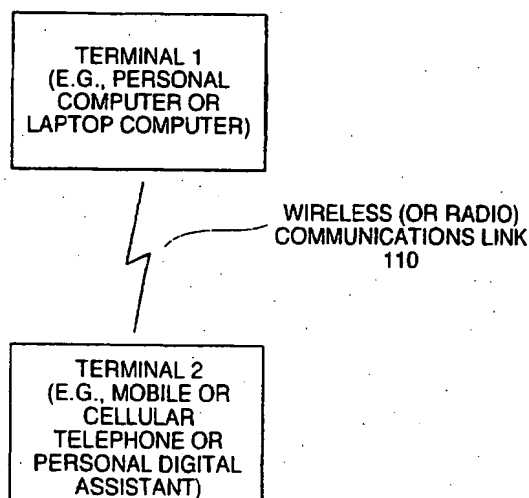 TERMINAL 1
(E.G., PERSONAL
COMPUTER OR
LAPTOP COMPUTER)
WIRELESS (OR RADIO)
COMMUNICATIONS LINK
110
TERMINAL 2
(E.G., MOBILE OR
CELLULAR
TELEPHONE OR
PERSONAL DIGITAL
ASSISTANT)